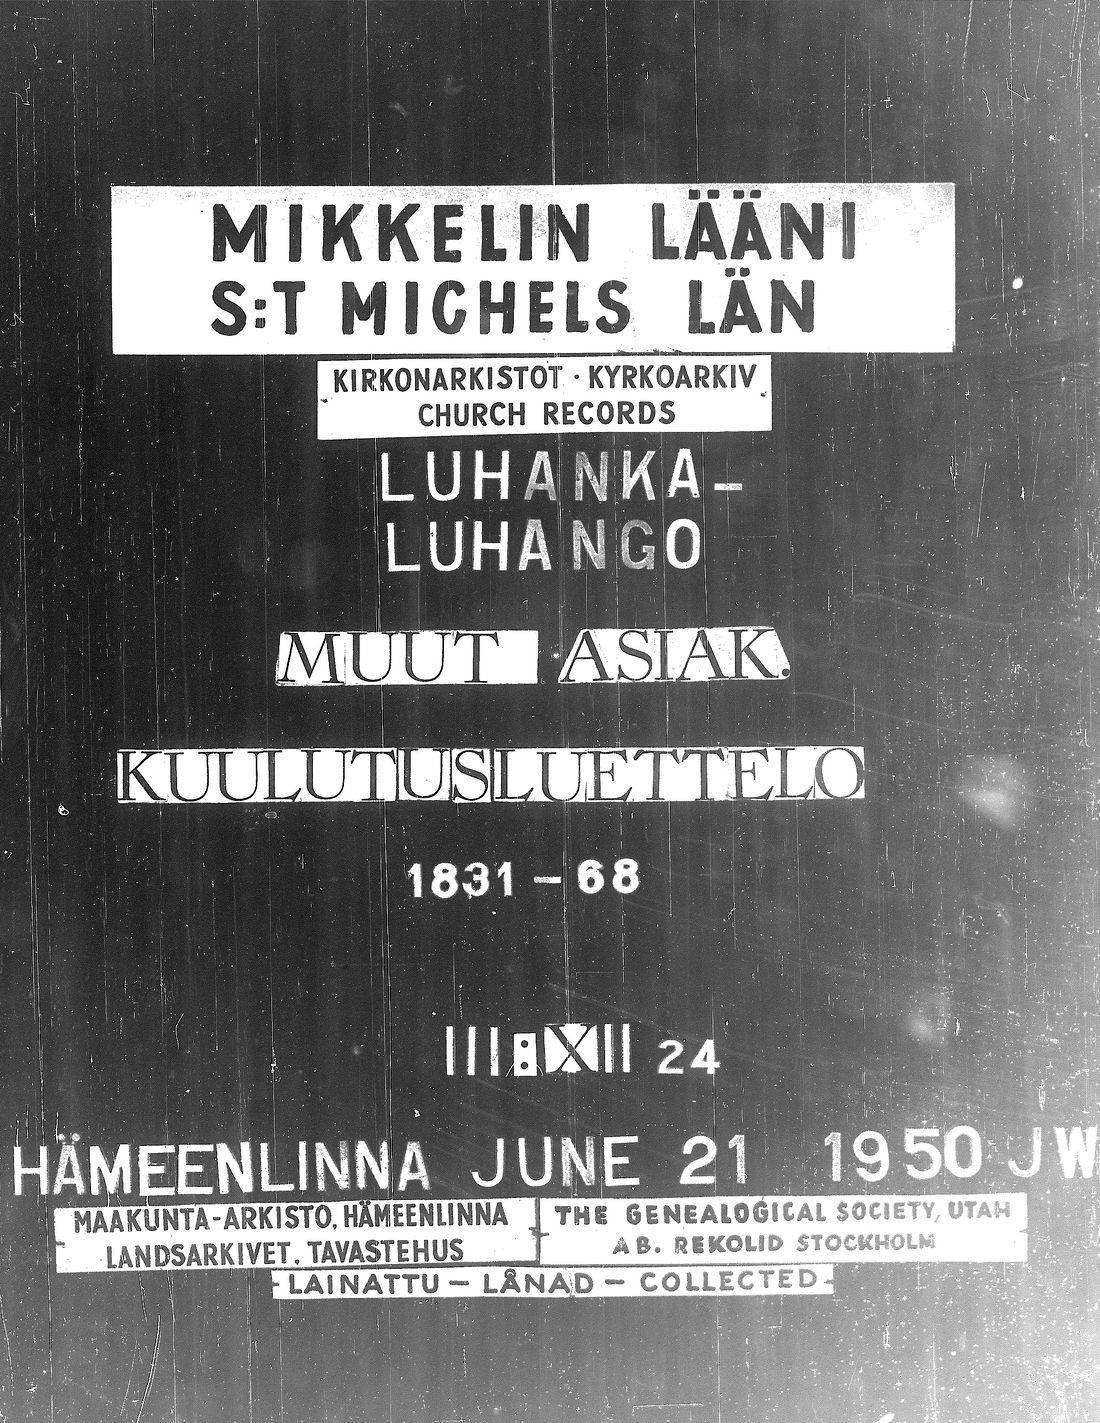 MIKKELIN LÄÄNI
S:T MICHELS LÄN
KIRKONARKISTOT · KYRKOARKIV
CHURCH RECORDS
LUHANKA-
LUHANGO
MUUT ASIAK.
KUULUTUSLUETTELO
1831-68
III:XII 24
HÄMEENLINNA JUNE 21 1950 JW
MAAKUNTA-ARKISTO, HÄMEENLINNA
LANDSARKIVET, TAVASTEHUS
THE GENEALOGICAL SOCIETY, UTAH
AB. REKOLID STOCKHOLM
LAINATTU - LÅNAD - COLLECTED